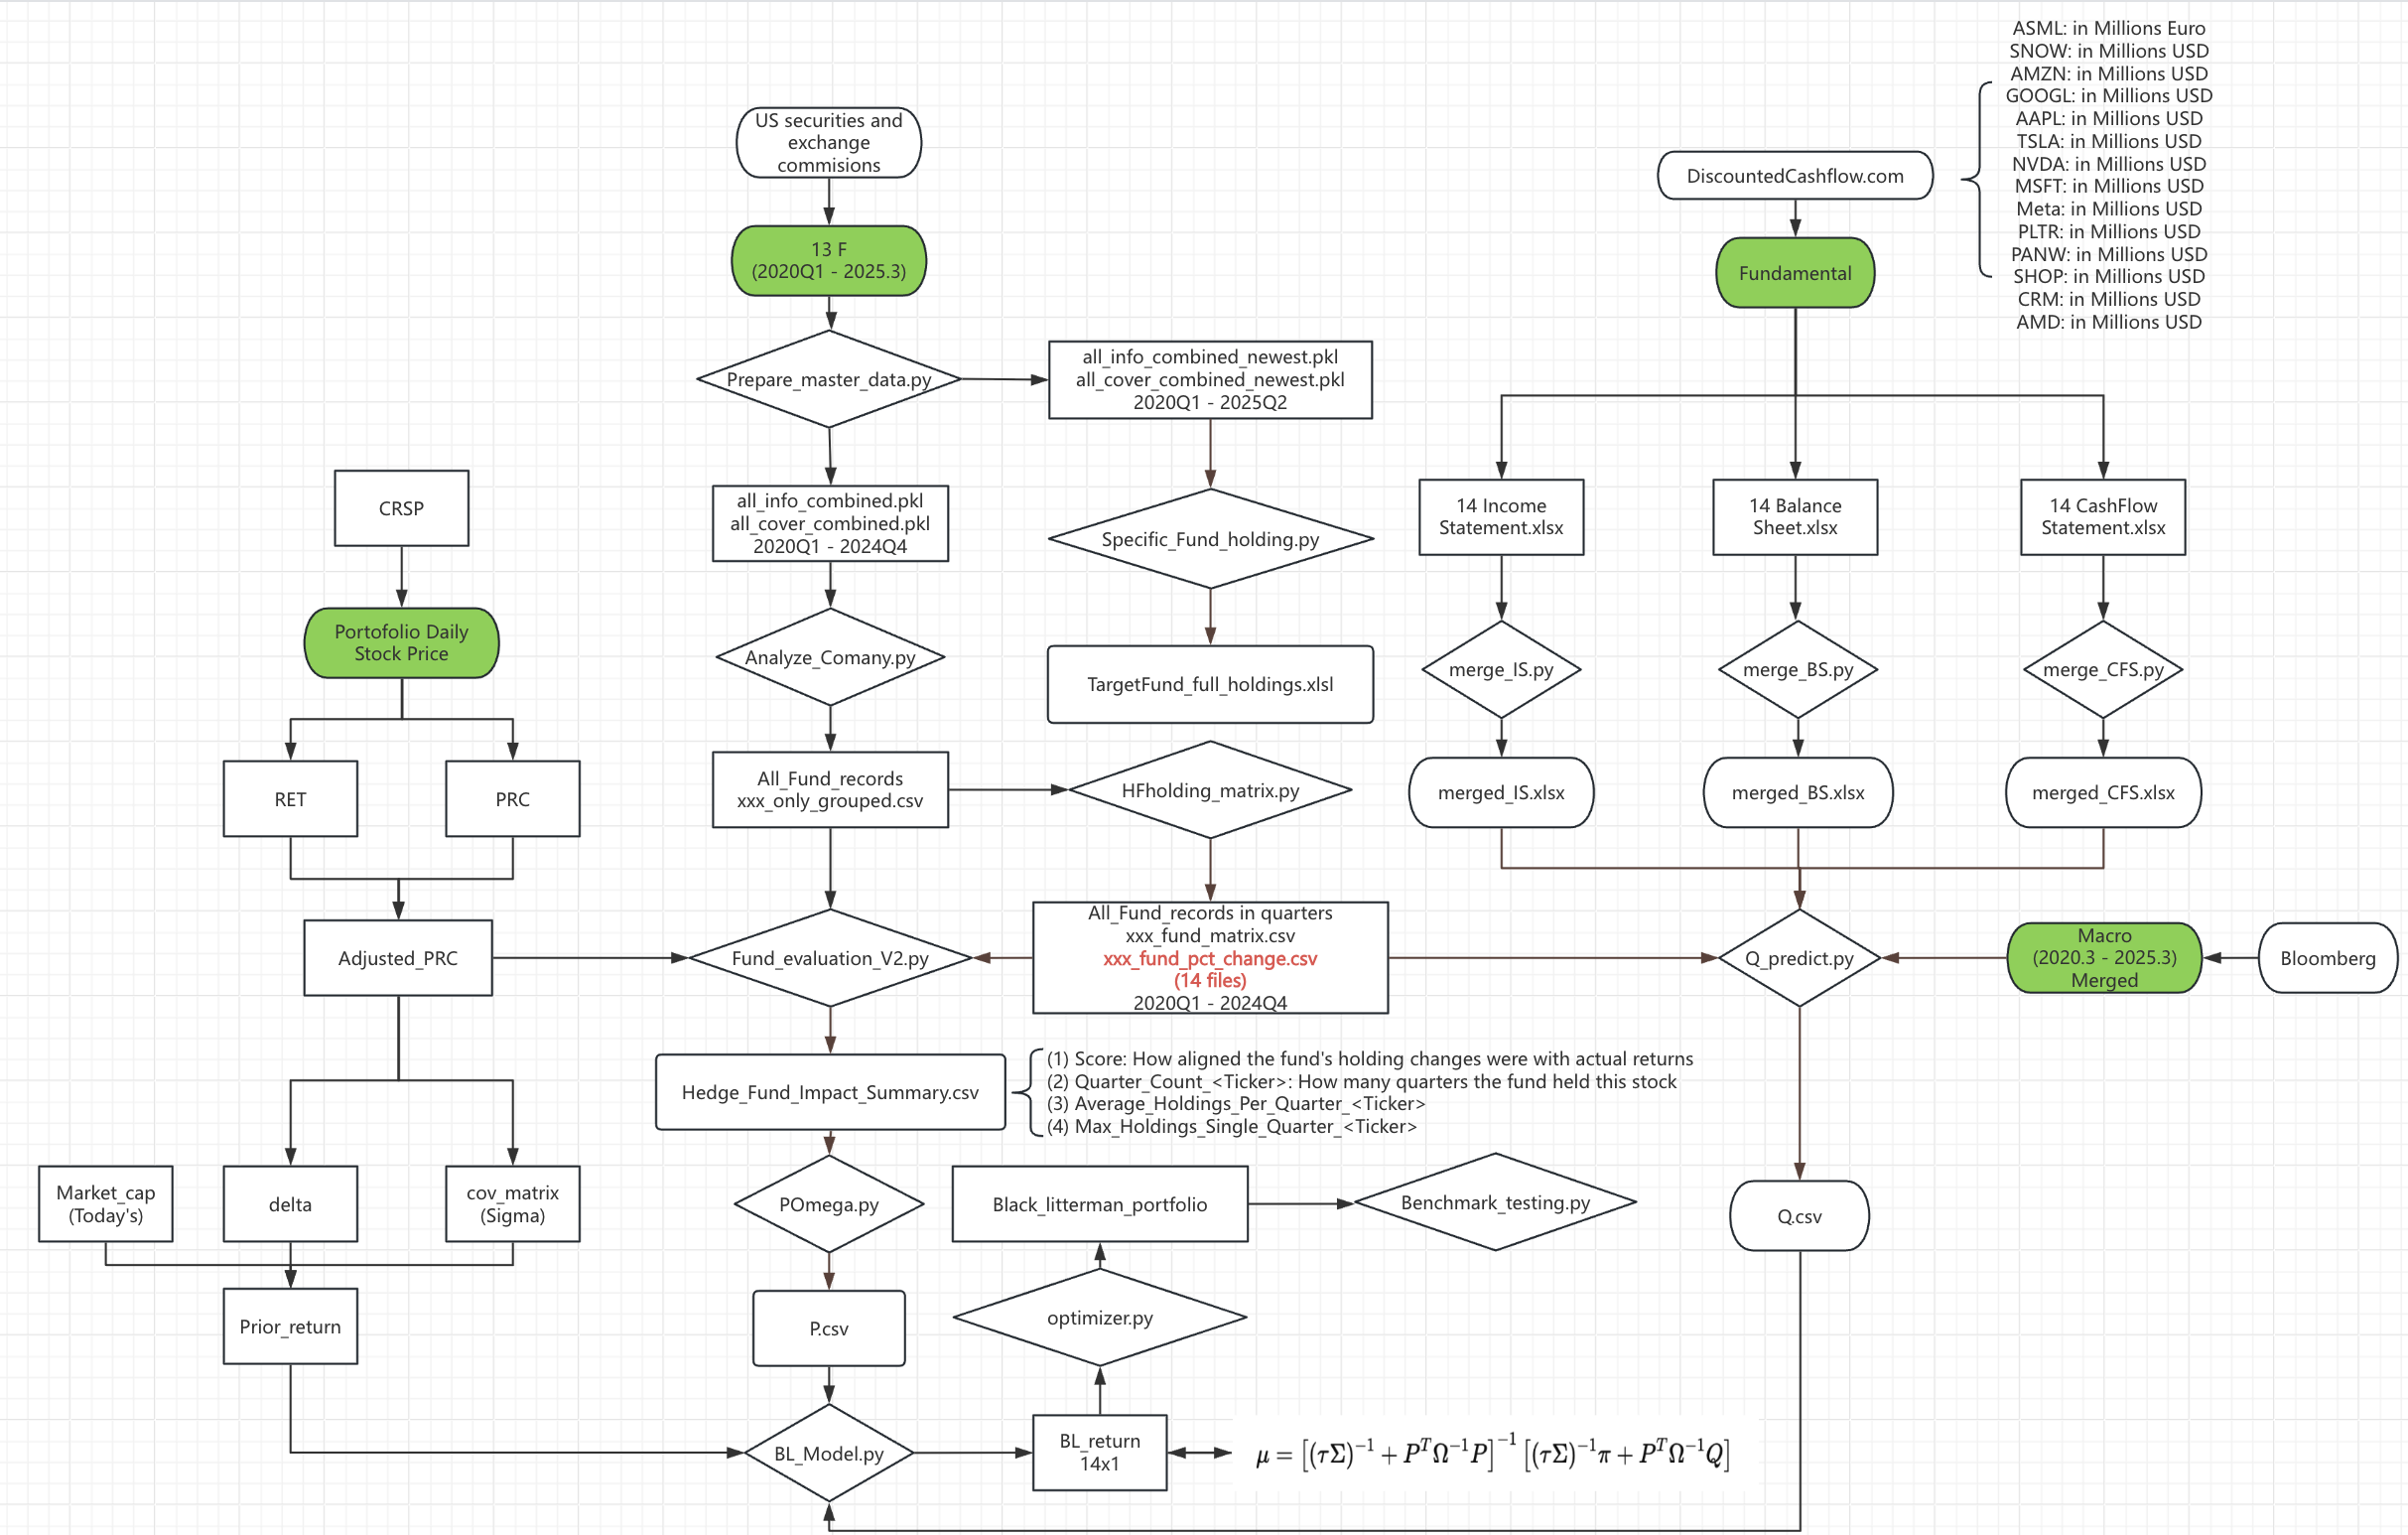 ASML: in Millions Euro
SNOW: in Millions USD
AMZN: in Millions USD
GOOGL: in Millions USD
AAPL: in Millions USD
TSLA: in Millions USD
NVDA: in Millions USD
MSFT: in Millions USD
Meta: in Millions USD
PLTR: in Millions USD
PANW: in Millions USD
SHOP: in Millions USD
CRM: in Millions USD
AMD: in Millions USD
US securities and
exchange
commisions
DiscountedCashflow.com
13 F
(2020Q1 - 2025.3)
Fundamental
Prepare_master_data.py
all_info_combined_newest.pkl
all_cover_combined_newest.pkl
2020Q1 - 2025Q2
CRSP
all_info_combined.pkl
all_cover_combined.pkl
2020Q1 - 2024Q4
Specific_Fund_holding.py
14 Income
Statement.xlsx
14 Balance
Sheet.xlsx
14 CashFlow
Statement.xlsx
Portofolio Daily
Stock Price
Analyze_Comany.py
TargetFund_full_holdings.xlsl
merge_IS.py
merge_BS.py
merge_CFS.py
RET
PRC
All_Fund_records
xxx_only_grouped.csv
HFholding_matrix.py
merged_IS.xlsx
merged_BS.xlsx
merged_CFS.xlsx
Adjusted_PRC
Fund_evaluation_V2.py
All_Fund_records in quarters
xxx_fund_matrix.csv
xxx_fund_pct_change.csv
(14 files)
2020Q1 - 2024Q4
Q_predict.py
Macro
(2020.3 - 2025.3)
Merged
Bloomberg
Hedge_Fund_Impact_Summary.csv
(1) Score: How aligned the fund's holding changes were with actual returns
(2) Quarter_Count_<Ticker>: How many quarters the fund held this stock
(3) Average_Holdings_Per_Quarter_<Ticker>
(4) Max_Holdings_Single_Quarter_<Ticker>
Market_cap
(Today's)
delta
cov_matrix
(Sigma)
POmega.py
Black_litterman_portfolio
Benchmark_testing.py
Q.csv
Prior_return
P.csv
optimizer.py
BL_Model.py
BL_return
14x1
μ = [(τΣ)⁻¹ + PᵀΩ⁻¹P]⁻¹ [(τΣ)⁻¹π + PᵀΩ⁻¹Q]